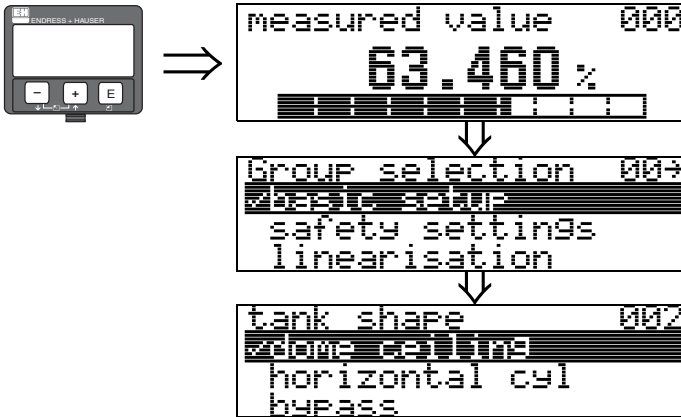 E+H
ENDRESS + HAUSER
− + E
measured value 000
63.460 %
Group selection 00→
✓basic setup
safety settings
linearisation
tank shape 002
✓dome ceiling
horizontal cyl
bypass